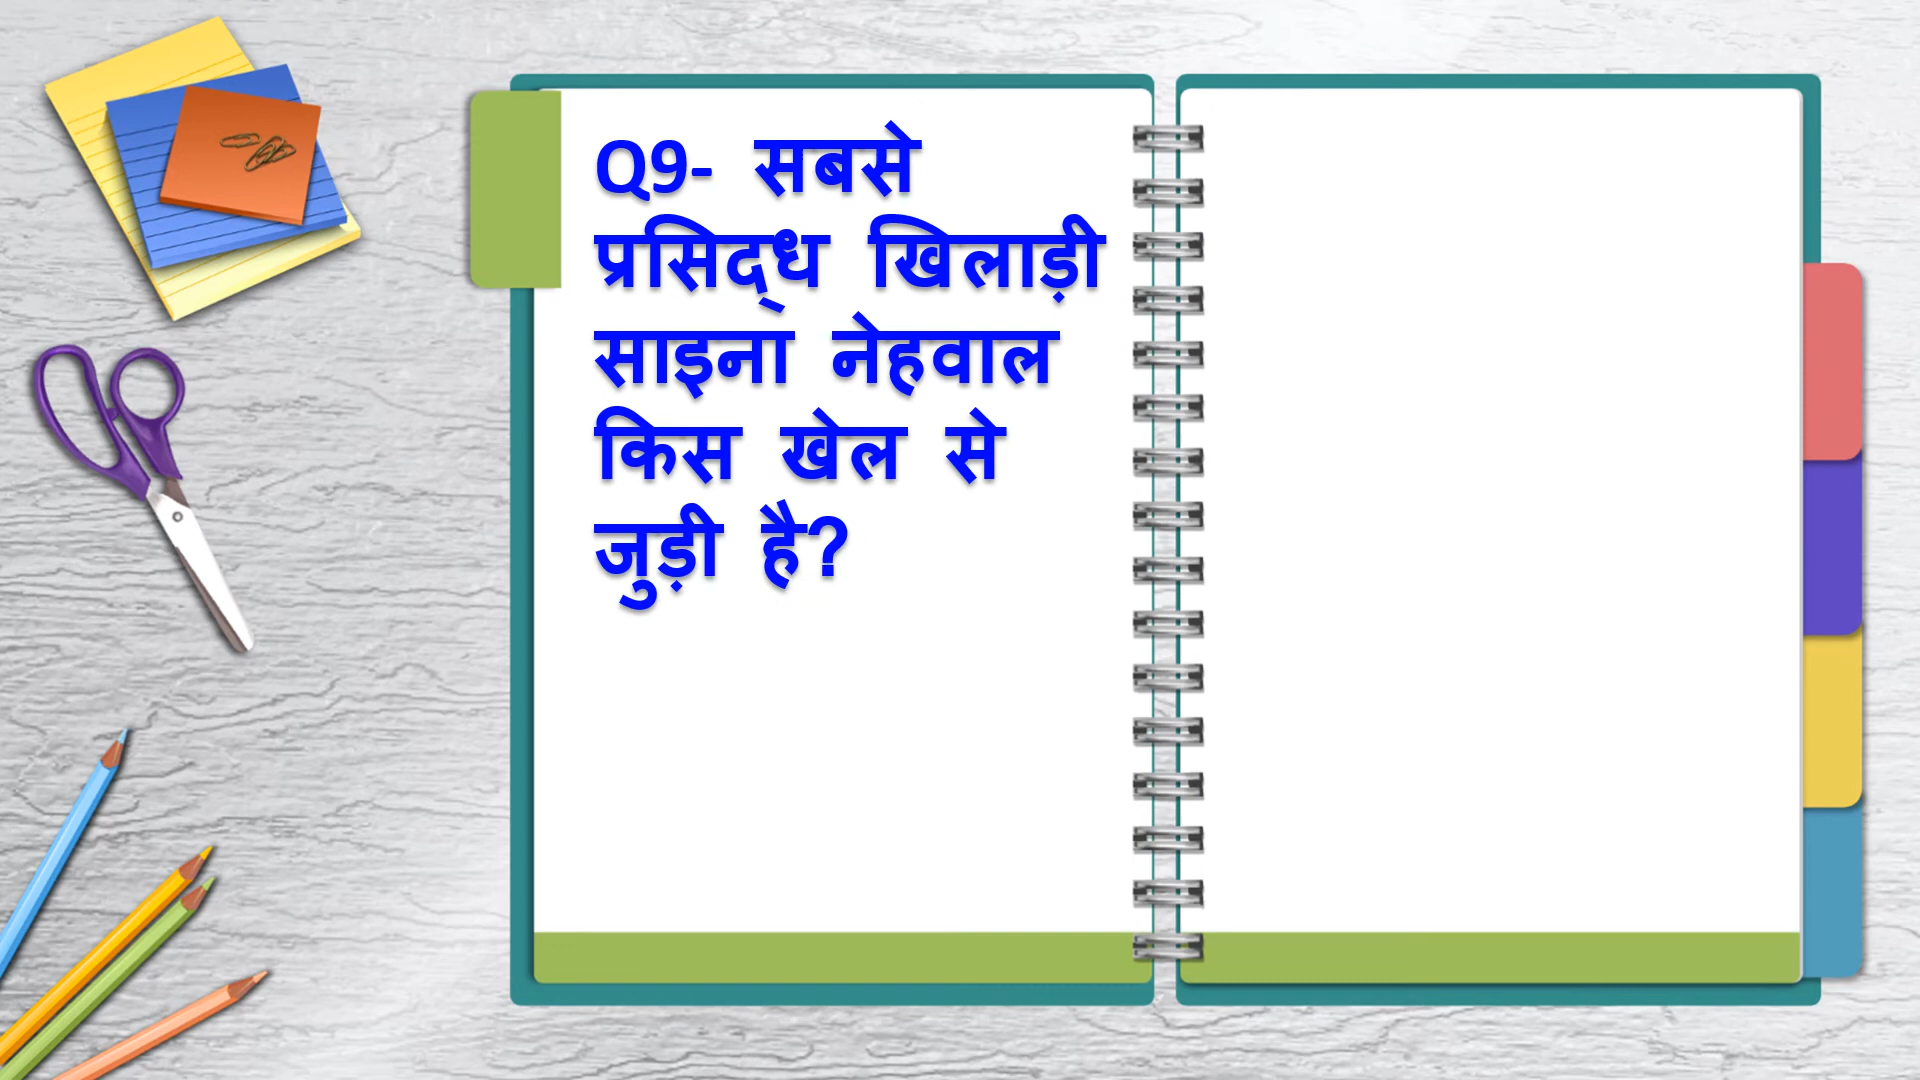 Q9- सबसे
प्रसिद्ध खिलाड़ी
साइना नेहवाल
किस खेल से
जुड़ी है?